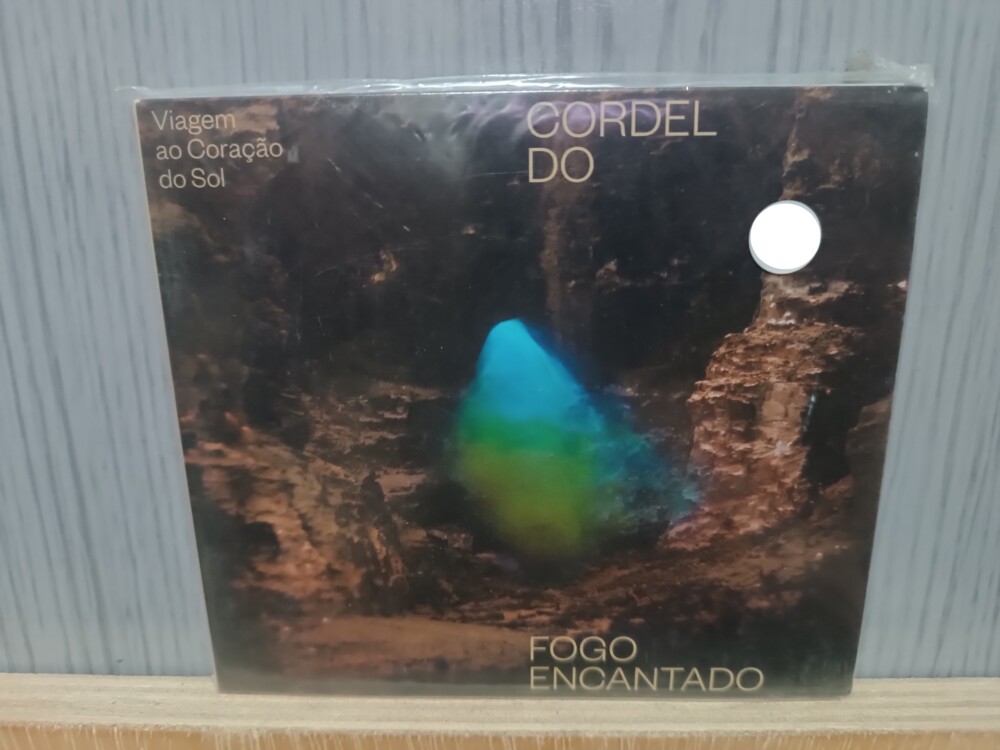 Viagem
ao Coração
do Sol
CORDEL
DO
FOGO
ENCANTADO